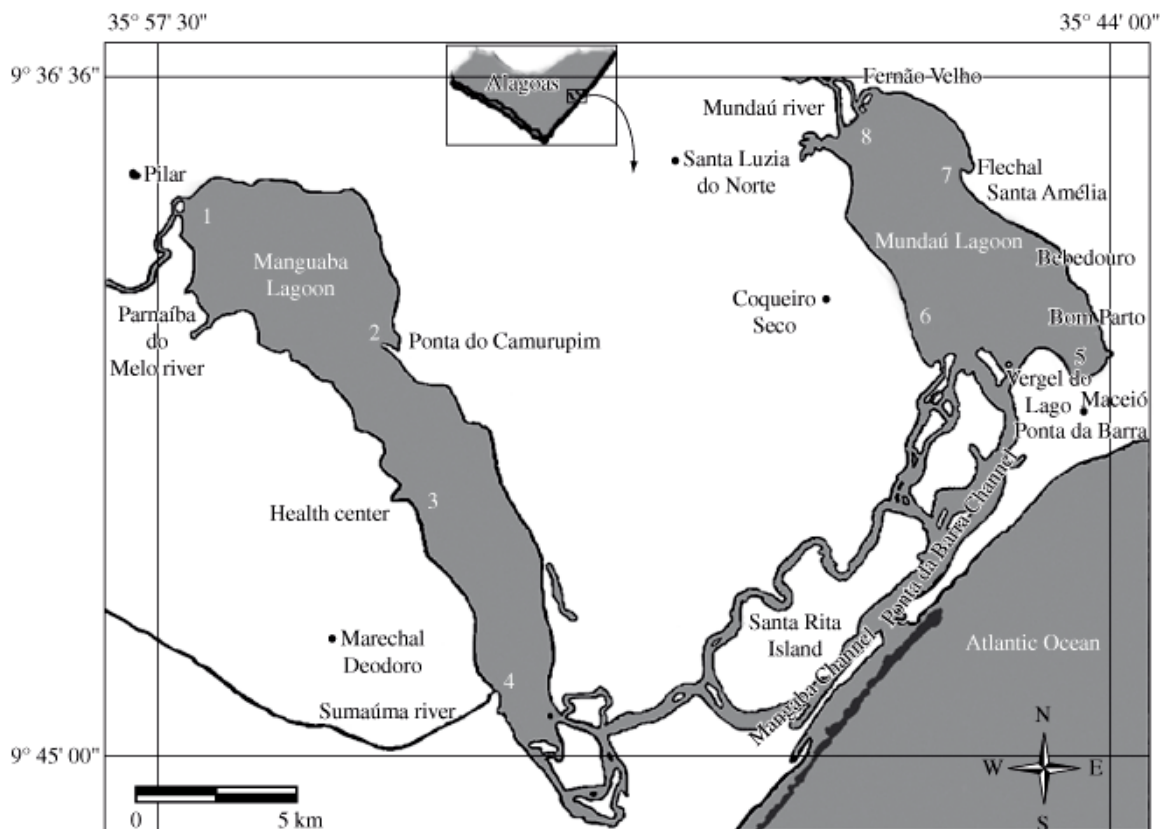 35° 57' 30"
35° 44' 00"
9° 36' 36"
Alagoas
Fernão Velho
Mundaú river
8
Santa Luzia
do Norte
Pilar
7
Flechal
Santa Amélia
1
Mundaú Lagoon
Manguaba
Lagoon
Bebedouro
Coqueiro
Seco
6
Bom Parto
Parnaíba
do
Melo river
2
Ponta do Camurupim
5
Vergel do
Lago
Maceió
Ponta da Barra
3
Health center
Ponta da Barra Channel
Santa Rita
Island
Atlantic Ocean
Marechal
Deodoro
4
Mangaba Channel
Sumaúma river
N
9° 45' 00"
W
E
S
0
5 km